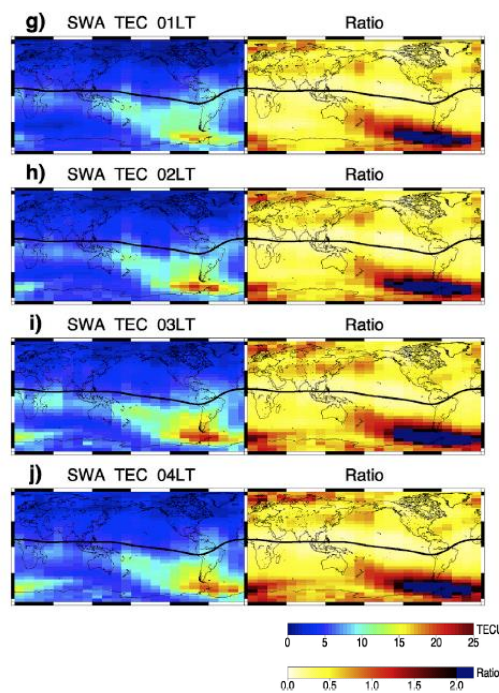 g) SWA TEC 01LT Ratio
h) SWA TEC 02LT Ratio
i) SWA TEC 03LT Ratio
j) SWA TEC 04LT Ratio
TECU
0 5 10 15 20 25
Ratio
0.0 0.5 1.0 1.5 2.0